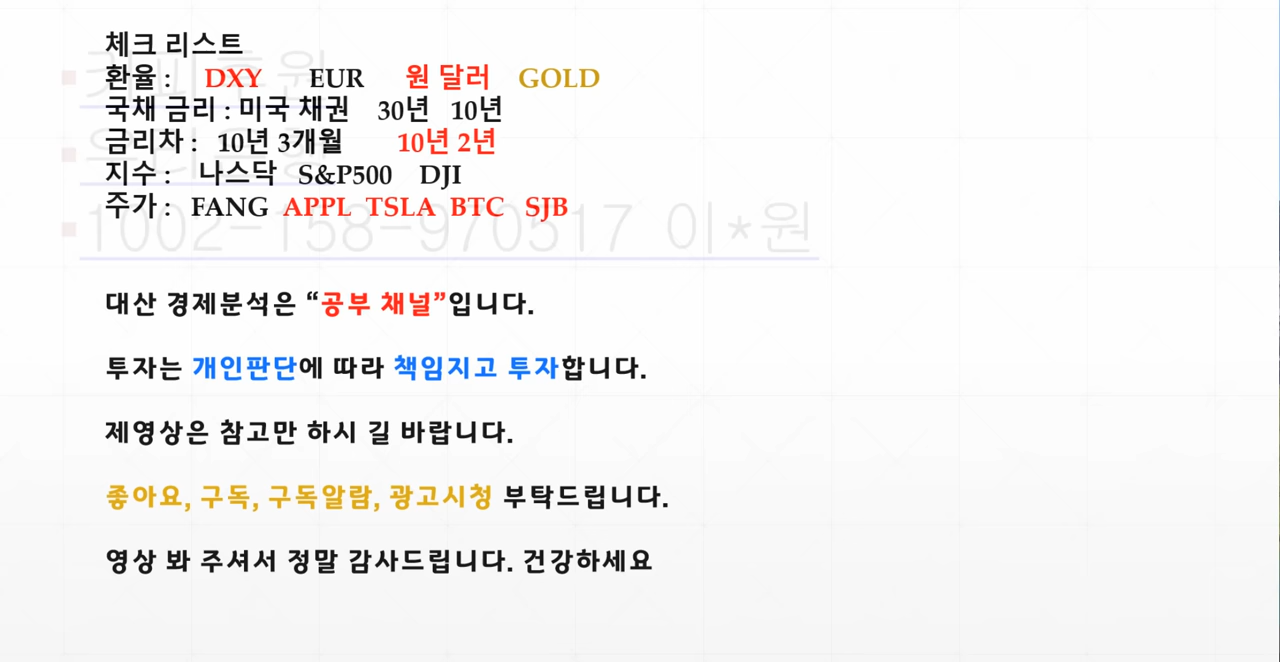 체크 리스트
환율 : DXY EUR 원 달러 GOLD
국채 금리 : 미국 채권 30년 10년
금리차 : 10년 3개월 10년 2년
지수 : 나스닥 S&P500 DJI
주가 : FANG APPL TSLA BTC SJB
1002-158-970517 이*원
대산 경제분석은 “공부 채널”입니다.
투자는 개인판단에 따라 책임지고 투자합니다.
제영상은 참고만 하시 길 바랍니다.
좋아요, 구독, 구독알람, 광고시청 부탁드립니다.
영상 봐 주셔서 정말 감사드립니다. 건강하세요